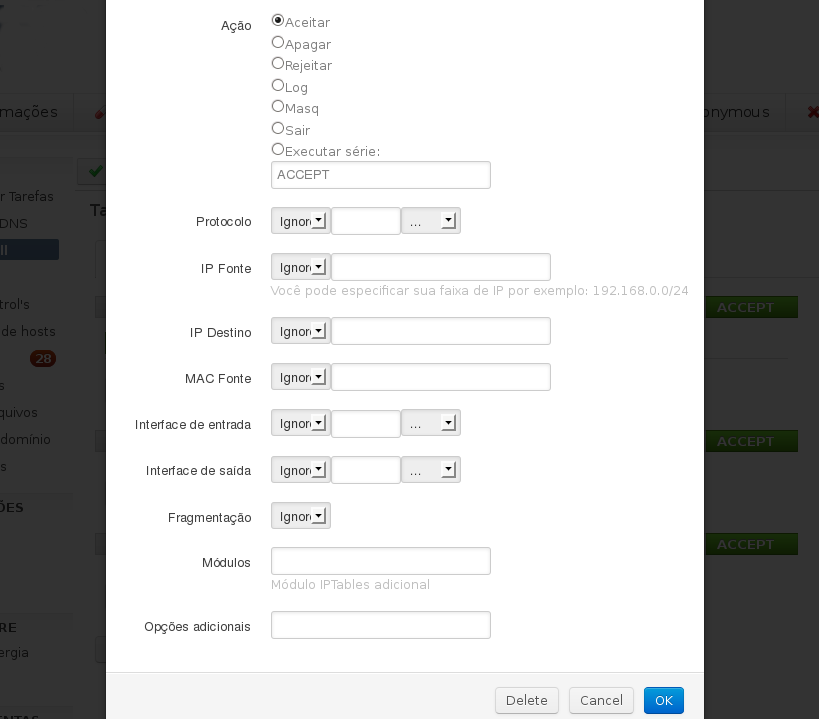 Ação
Aceitar
Apagar
Rejeitar
Log
Masq
Sair
Executar série:
ACCEPT
Protocolo
Ignor
...
IP Fonte
Ignor
Você pode especificar sua faixa de IP por exemplo: 192.168.0.0/24
IP Destino
Ignor
MAC Fonte
Ignor
Interface de entrada
Ignor
...
Interface de saída
Ignor
...
Fragmentação
Ignor
Módulos
Módulo IPTables adicional
Opções adicionais
Delete
Cancel
OK
mações
onymous
r Tarefas
DNS
ll
trol's
de hosts
28
s
quivos
domínio
s
ÕES
RE
ergia
Ta
ACCEPT
ACCEPT
ACCEPT